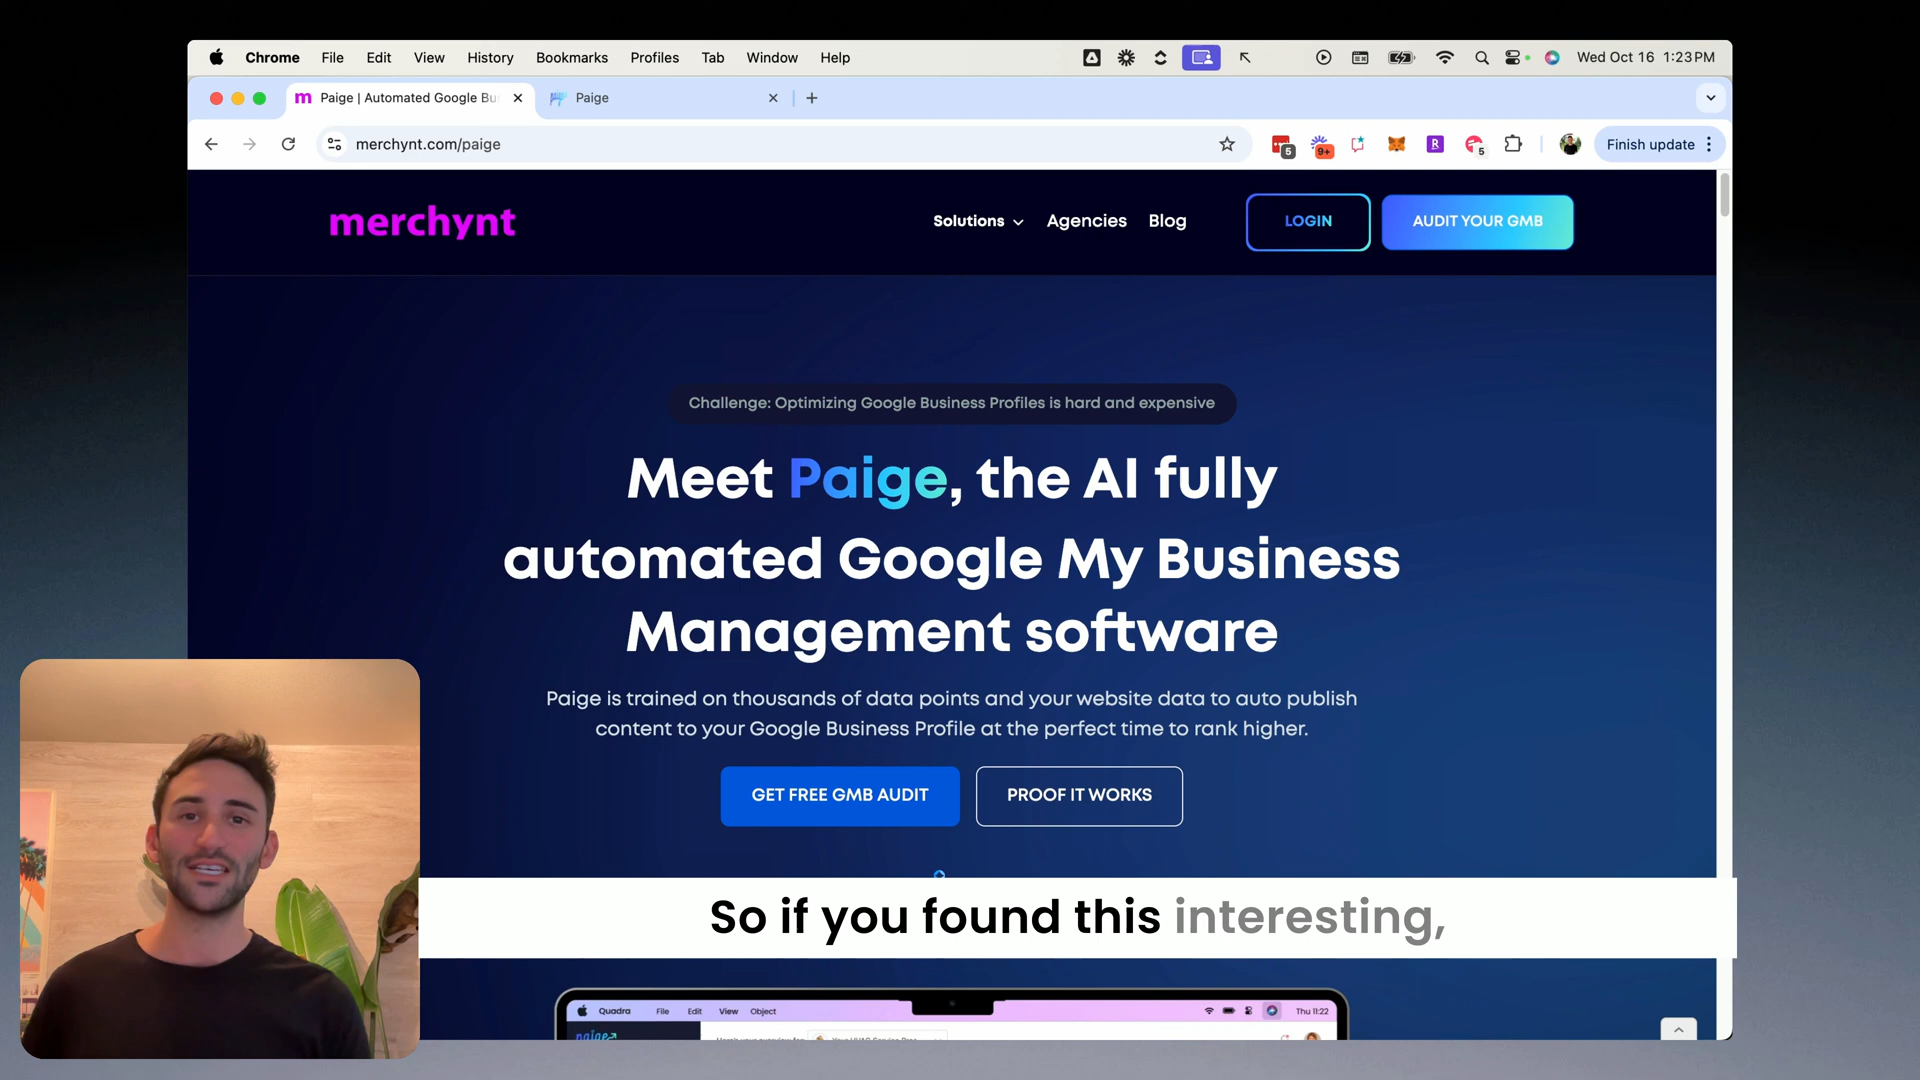 Chrome File Edit View History Bookmarks Profiles Tab Window Help Wed Oct 16 1:23 PM
m Paige | Automated Google Bu Paige
merchynt.com/paige 5 9+ R 5 Finish update
merchynt Solutions Agencies Blog LOGIN AUDIT YOUR GMB
Challenge: Optimizing Google Business Profiles is hard and expensive
Meet Paige, the AI fully
automated Google My Business
Management software
Paige is trained on thousands of data points and your website data to auto publish
content to your Google Business Profile at the perfect time to rank higher.
GET FREE GMB AUDIT PROOF IT WORKS
So if you found this interesting,
Quadra File Edit View Object Thu 11:22
paige